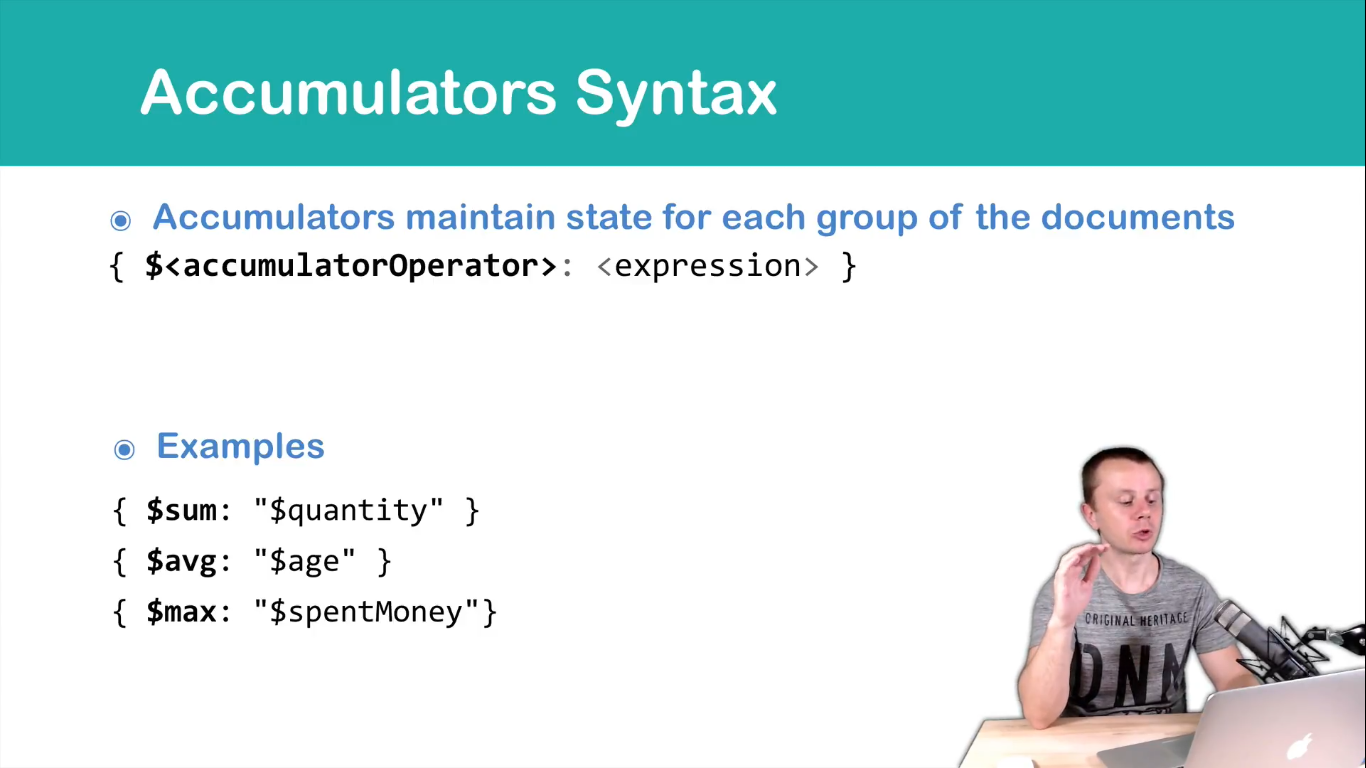 Accumulators Syntax
◉ Accumulators maintain state for each group of the documents
{ $<accumulatorOperator>: <expression> }
◉ Examples
{ $sum: "$quantity" }
{ $avg: "$age" }
{ $max: "$spentMoney"}
ORIGINAL HERITAGE
DNM